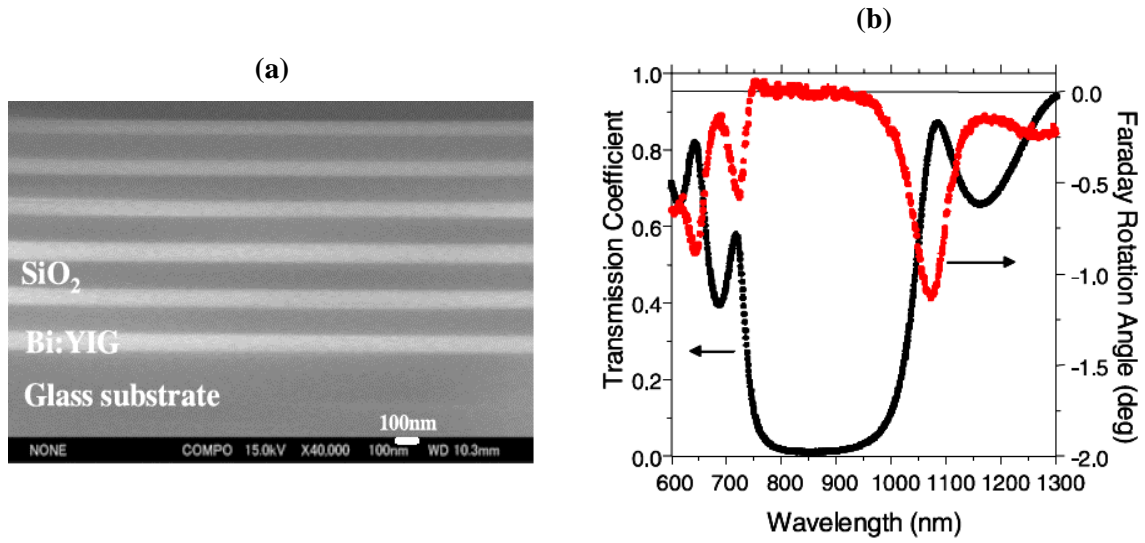 (a)
SiO2
Bi:YIG
Glass substrate
100nm
NONE COMPO 15.0kV X40,000 100nm WD 10.3mm
(b)
1.0
0.8
0.6
0.4
0.2
0.0
Transmission Coefficient
600 700 800 900 1000 1100 1200 1300
Wavelength (nm)
0.0
-0.5
-1.0
-1.5
-2.0
Faraday Rotation Angle (deg)